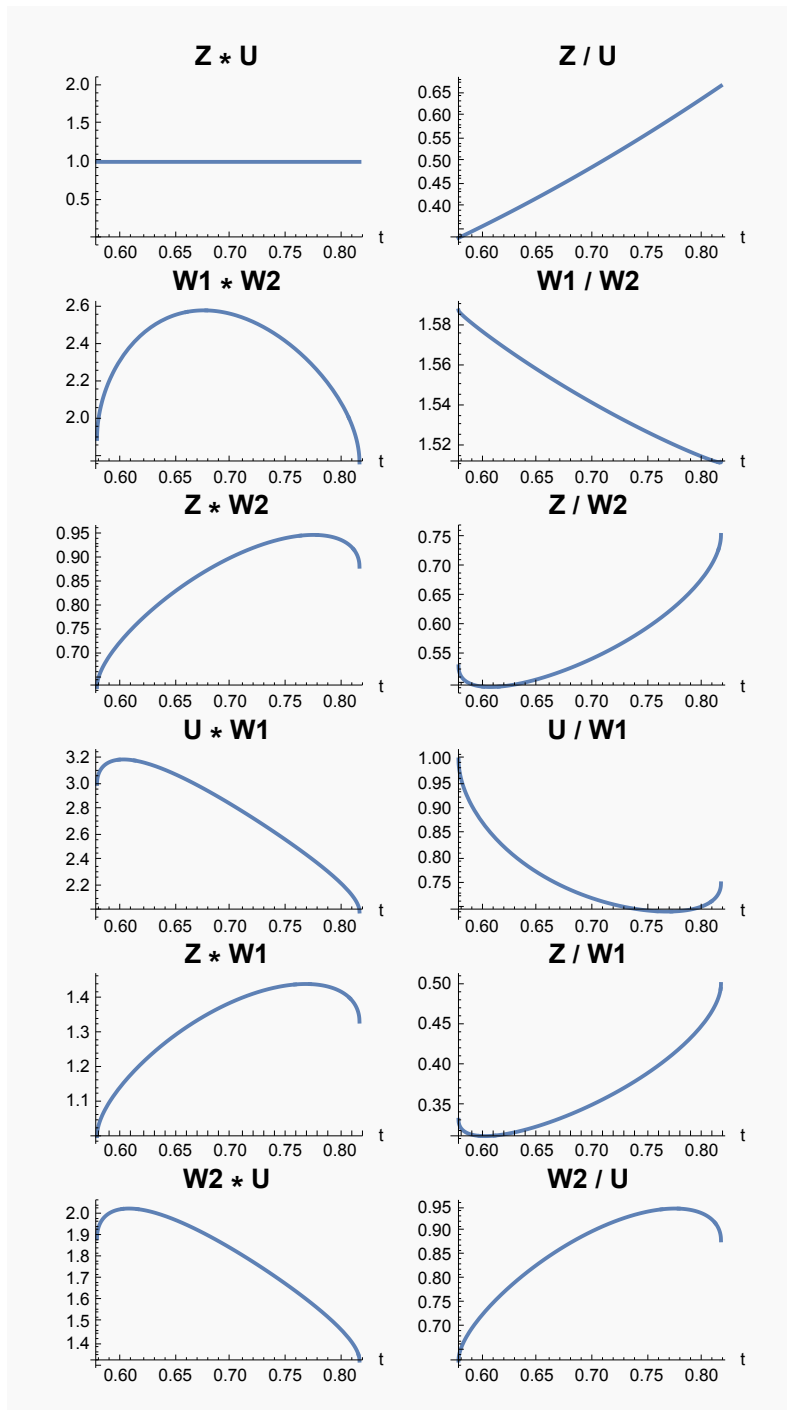 Z * U
Z / U
2.0
1.5
1.0
0.5
0.60 0.65 0.70 0.75 0.80 t
0.65
0.60
0.55
0.50
0.45
0.40
0.60 0.65 0.70 0.75 0.80 t
W1 * W2
W1 / W2
2.6
2.4
2.2
2.0
0.60 0.65 0.70 0.75 0.80 t
1.58
1.56
1.54
1.52
0.60 0.65 0.70 0.75 0.80 t
Z * W2
Z / W2
0.95
0.90
0.85
0.80
0.75
0.70
0.60 0.65 0.70 0.75 0.80 t
0.75
0.70
0.65
0.60
0.55
0.60 0.65 0.70 0.75 0.80 t
U * W1
U / W1
3.2
3.0
2.8
2.6
2.4
2.2
0.60 0.65 0.70 0.75 0.80 t
1.00
0.95
0.90
0.85
0.80
0.75
0.60 0.65 0.70 0.75 0.80 t
Z * W1
Z / W1
1.4
1.3
1.2
1.1
0.60 0.65 0.70 0.75 0.80 t
0.50
0.45
0.40
0.35
0.60 0.65 0.70 0.75 0.80 t
W2 * U
W2 / U
2.0
1.9
1.8
1.7
1.6
1.5
1.4
0.60 0.65 0.70 0.75 0.80 t
0.95
0.90
0.85
0.80
0.75
0.70
0.60 0.65 0.70 0.75 0.80 t